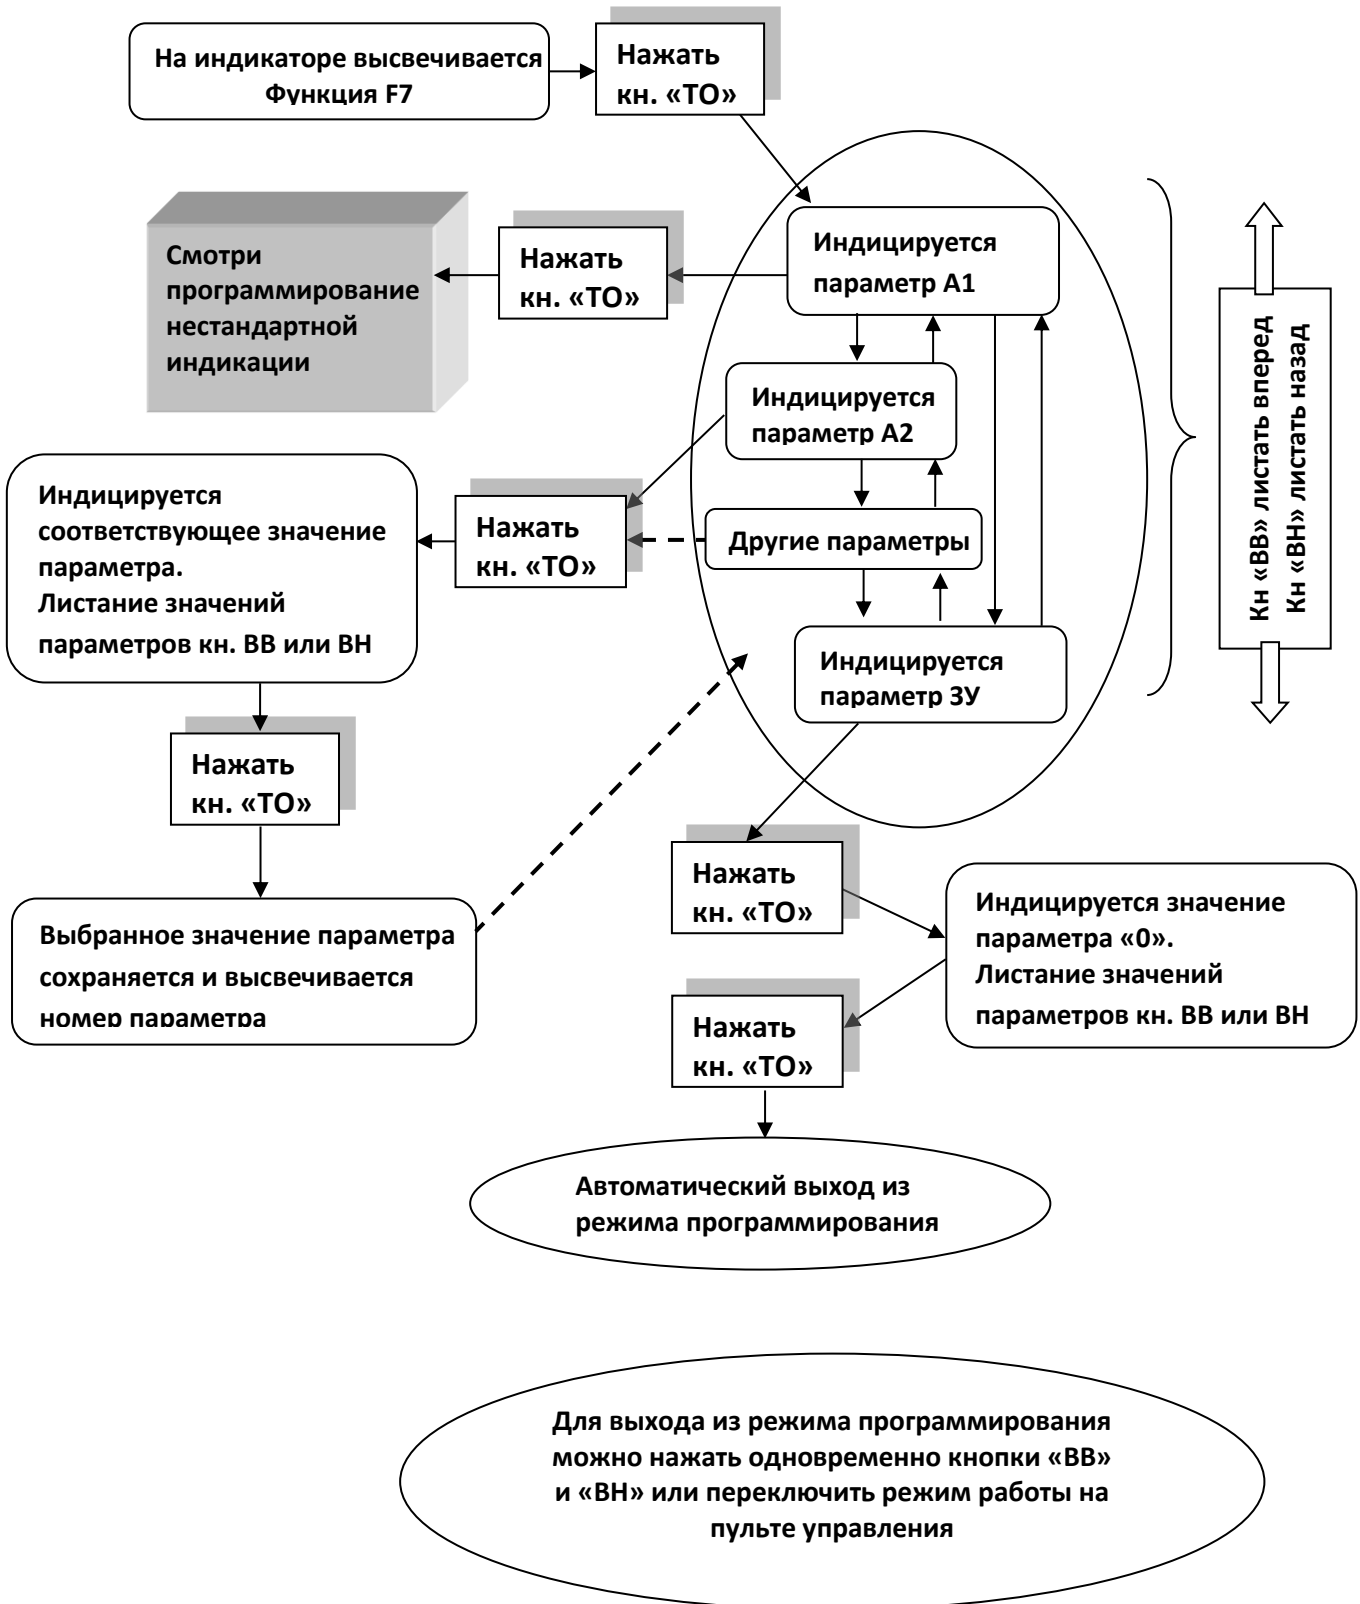 На индикаторе высвечивается
Функция F7
Нажать
кн. «ТО»
Смотри
программирование
нестандартной
индикации
Нажать
кн. «ТО»
Индицируется
параметр А1
Индицируется
параметр А2
Другие параметры
Индицируется
параметр ЗУ
Кн «ВВ» листать вперед
Кн «ВН» листать назад
Нажать
кн. «ТО»
Индицируется
соответствующее значение
параметра.
Листание значений
параметров кн. ВВ или ВН
Нажать
кн. «ТО»
Выбранное значение параметра
сохраняется и высвечивается
номер параметра
Нажать
кн. «ТО»
Индицируется значение
параметра «0».
Листание значений
параметров кн. ВВ или ВН
Нажать
кн. «ТО»
Автоматический выход из
режима программирования
Для выхода из режима программирования
можно нажать одновременно кнопки «ВВ»
и «ВН» или переключить режим работы на
пульте управления